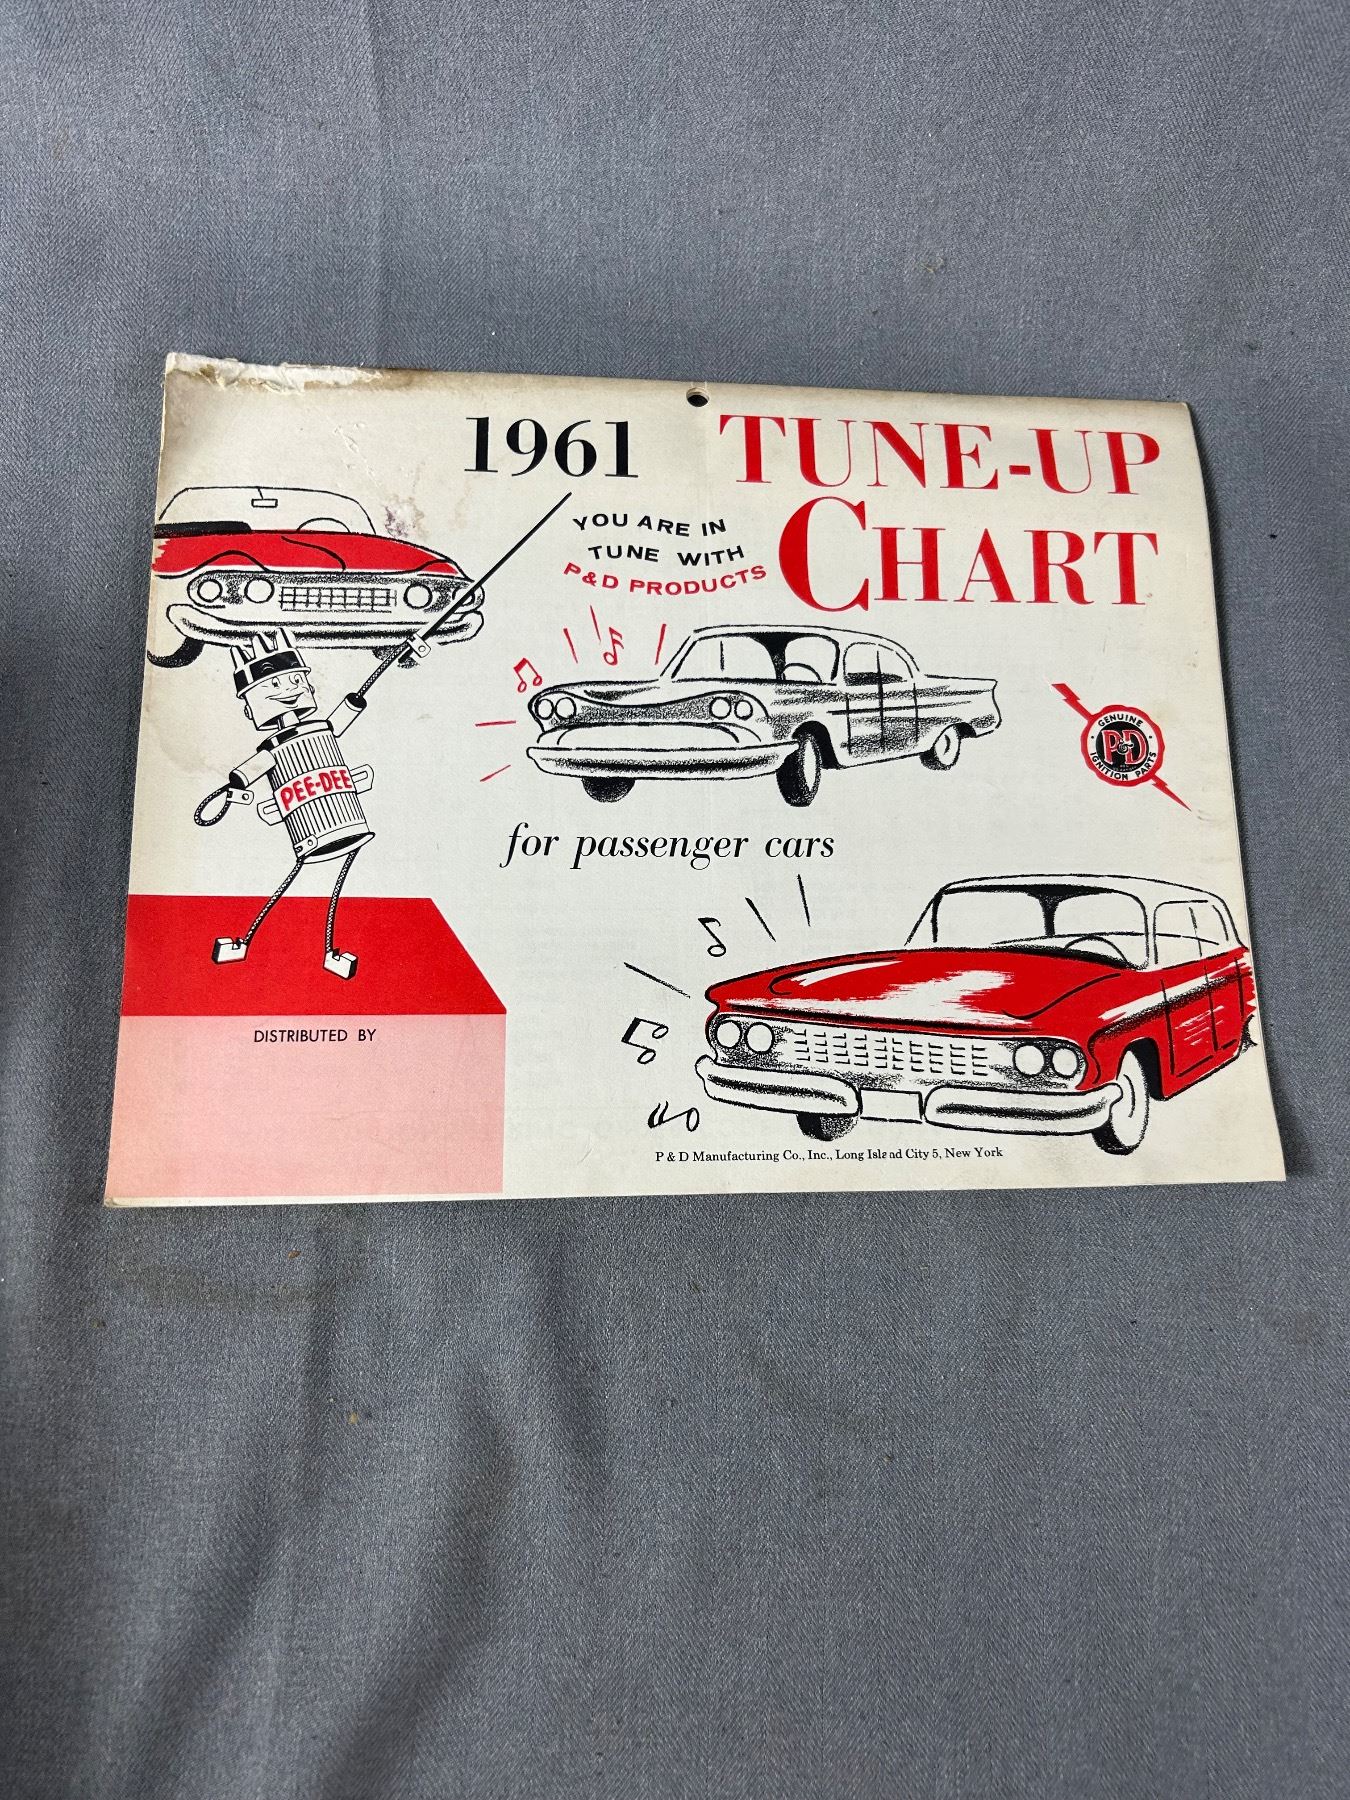 1961
TUNE-UP
CHART
YOU ARE IN
TUNE WITH
P&D PRODUCTS
PEE-DEE
GENUINE
P&D
IGNITION PARTS
for passenger cars
DISTRIBUTED BY
P & D Manufacturing Co., Inc., Long Island City 5, New York